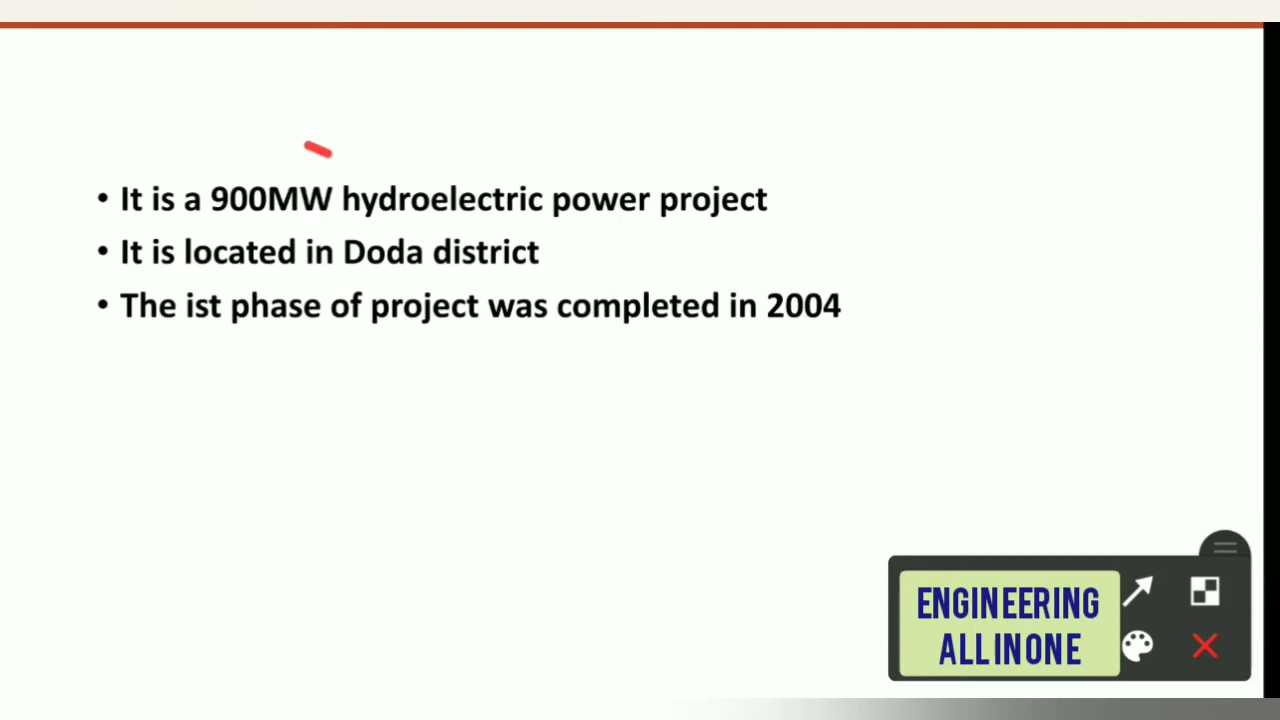 • It is a 900MW hydroelectric power project
• It is located in Doda district
• The ist phase of project was completed in 2004
ENGINEERING
ALL IN ONE